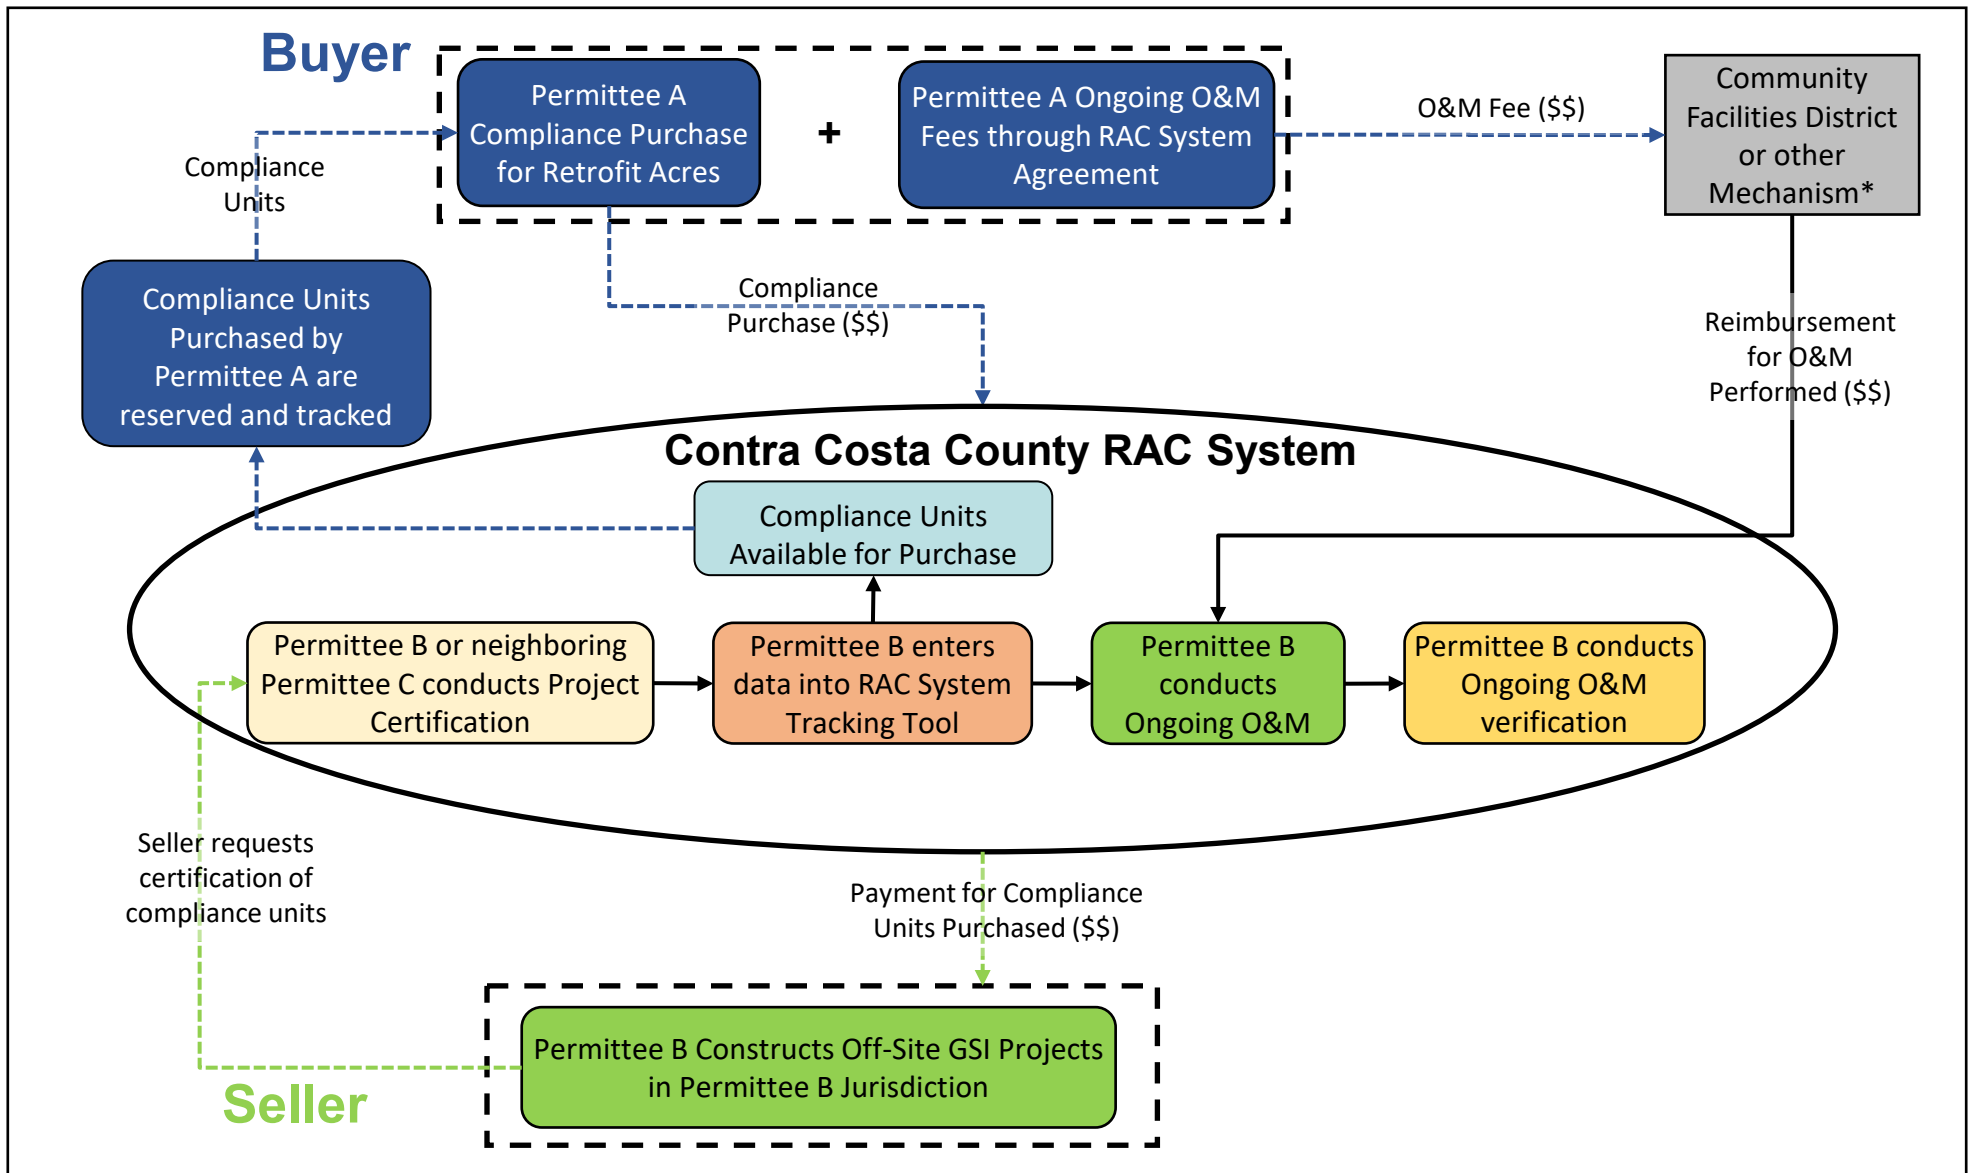 Buyer
Permittee A
Compliance Purchase
for Retrofit Acres
+
Permittee A Ongoing O&M
Fees through RAC System
Agreement
O&M Fee ($$)
Community
Facilities District
or other
Mechanism*
Compliance
Units
Compliance Units
Purchased by
Permittee A are
reserved and tracked
Compliance
Purchase ($$)
Reimbursement
for O&M
Performed ($$)
Contra Costa County RAC System
Compliance Units
Available for Purchase
Permittee B or neighboring
Permittee C conducts Project
Certification
Permittee B enters
data into RAC System
Tracking Tool
Permittee B
conducts
Ongoing O&M
Permittee B conducts
Ongoing O&M
verification
Seller requests
certification of
compliance units
Payment for Compliance
Units Purchased ($$)
Permittee B Constructs Off-Site GSI Projects
in Permittee B Jurisdiction
Seller